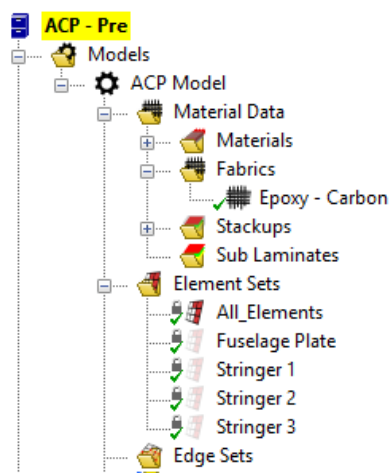 ACP - Pre
Models
ACP Model
Material Data
Materials
Fabrics
Epoxy - Carbon
Stackups
Sub Laminates
Element Sets
All_Elements
Fuselage Plate
Stringer 1
Stringer 2
Stringer 3
Edge Sets